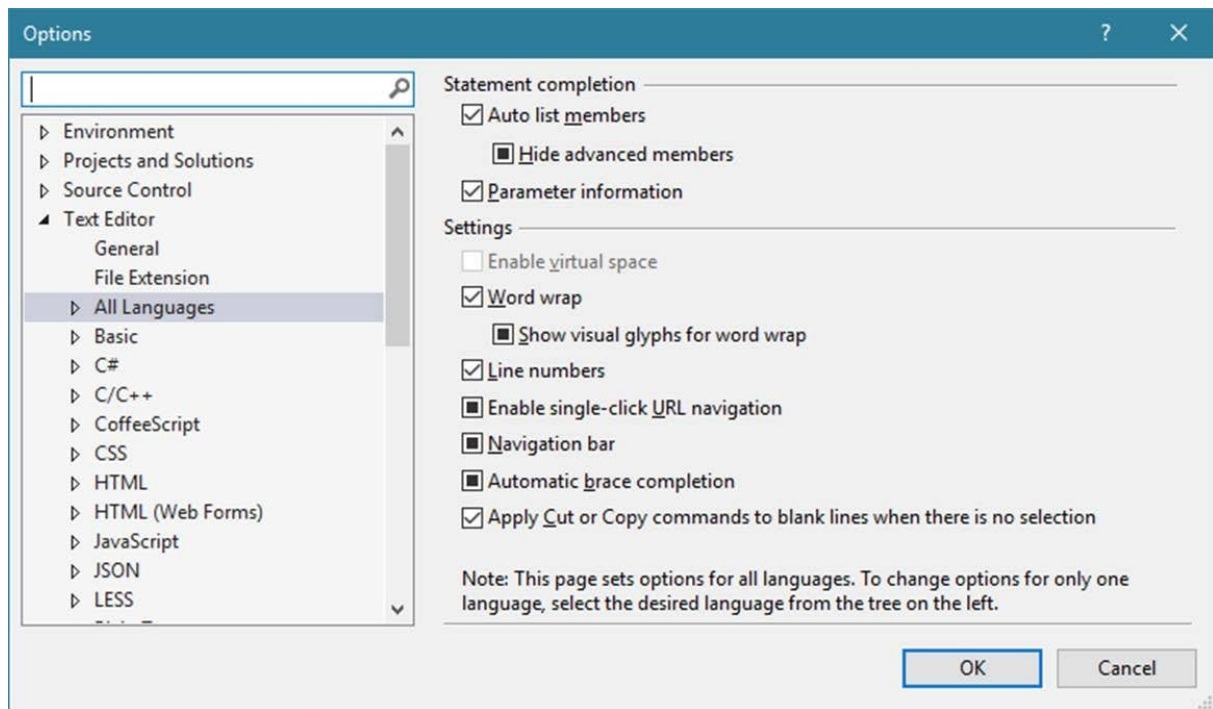 Options
?
Environment
Projects and Solutions
Source Control
Text Editor
General
File Extension
All Languages
Basic
C#
C/C++
CoffeeScript
CSS
HTML
HTML (Web Forms)
JavaScript
JSON
LESS
Statement completion
Auto list members
Hide advanced members
Parameter information
Settings
Enable virtual space
Word wrap
Show visual glyphs for word wrap
Line numbers
Enable single-click URL navigation
Navigation bar
Automatic brace completion
Apply Cut or Copy commands to blank lines when there is no selection
Note: This page sets options for all languages. To change options for only one
language, select the desired language from the tree on the left.
OK
Cancel